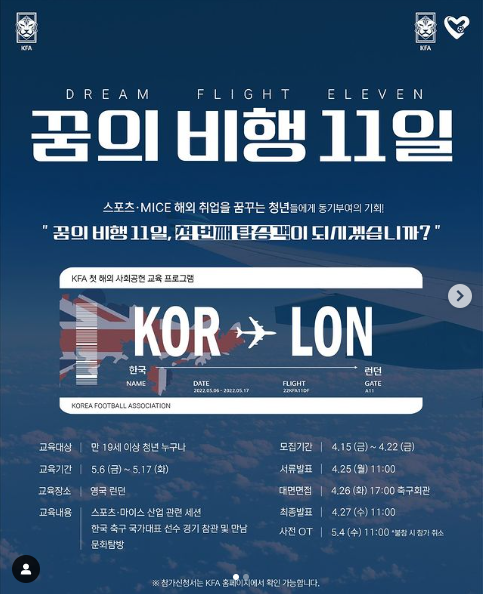 KFA
KFA
DREAM FLIGHT ELEVEN
꿈의 비행 11일
스포츠·MICE 해외 취업을 꿈꾸는 청년들에게 동기부여의 기회!
" 꿈의 비행 11일, 첫 번째 탑승객이 되시겠습니까? "
KFA 첫 해외 사회공헌 교육 프로그램
KOR LON
한국 런던
NAME DATE FLIGHT GATE
2022.05.06 - 2022.05.17 22KFA11DF A11
KOREA FOOTBALL ASSOCIATION
교육대상 | 만 19세 이상 청년 누구나
모집기간 | 4.15 (금) ~ 4.22 (금)
교육기간 | 5.6 (금) ~ 5.17 (화)
서류발표 | 4.25 (월) 11:00
교육장소 | 영국 런던
대면면접 | 4.26 (화) 17:00 축구회관
교육내용 | 스포츠·마이스 산업 관련 세션
한국 축구 국가대표 선수 경기 참관 및 만남
문화탐방
최종발표 | 4.27 (수) 11:00
사전 OT | 5.4 (수) 11:00 *불참 시 참가 취소
※ 참가신청서는 KFA 홈페이지에서 확인 가능합니다.